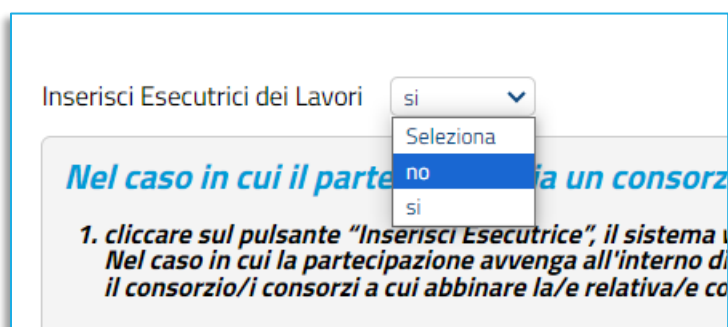 Inserisci Esecutrici dei Lavori si
Seleziona
no
si
Nel caso in cui il parte ia un consorz
1. cliccare sul pulsante “Inserisci Esecutrice”, il sistema v
Nel caso in cui la partecipazione avvenga all'interno di
il consorzio/i consorzi a cui abbinare la/e relativa/e co